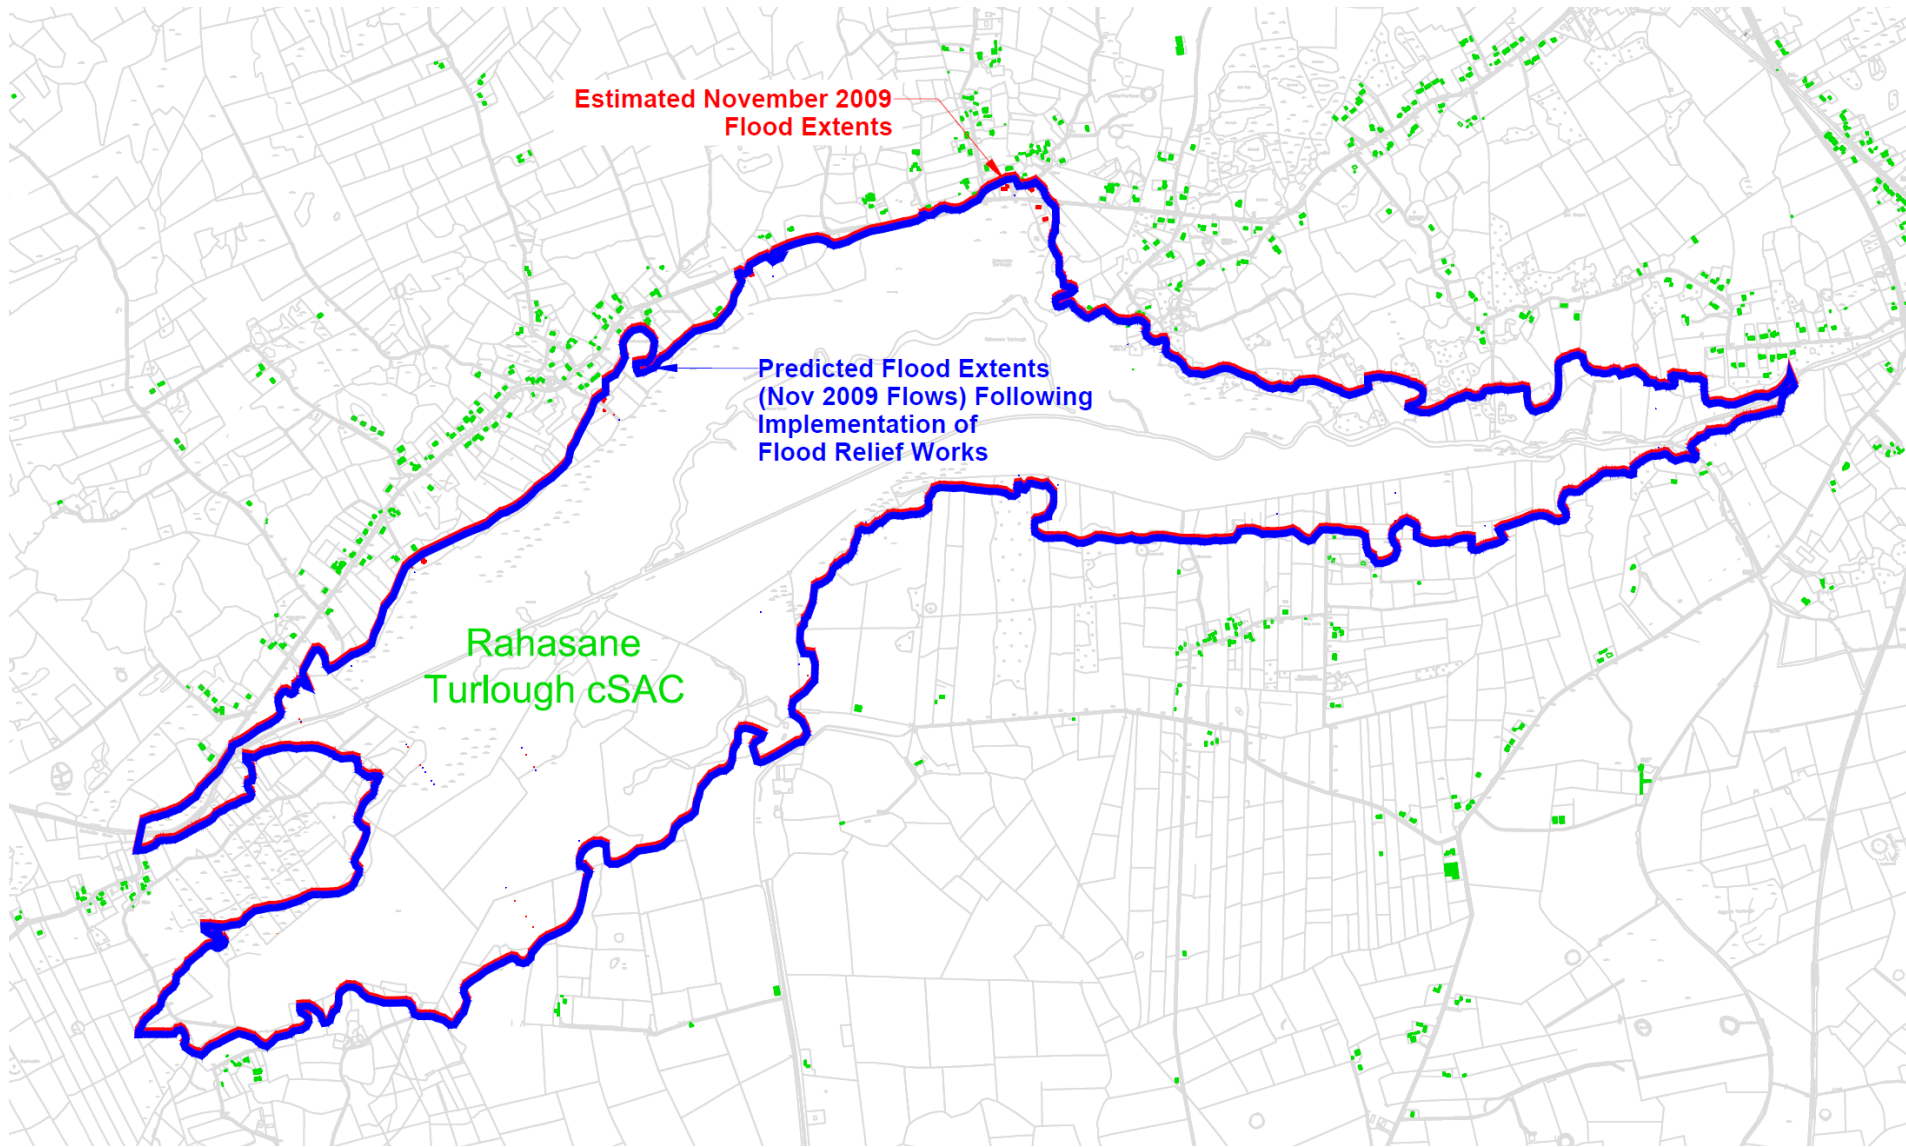 Estimated November 2009
Flood Extents
Predicted Flood Extents
(Nov 2009 Flows) Following
Implementation of
Flood Relief Works
Rahasane
Turlough cSAC